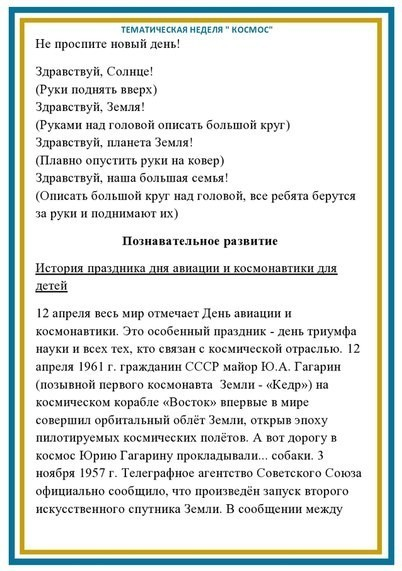 ТЕМАТИЧЕСКАЯ НЕДЕЛЯ " КОСМОС"
Не проспите новый день!
Здравствуй, Солнце!
(Руки поднять вверх)
Здравствуй, Земля!
(Руками над головой описать большой круг)
Здравствуй, планета Земля!
(Плавно опустить руки на ковер)
Здравствуй, наша большая семья!
(Описать большой круг над головой, все ребята берутся
за руки и поднимают их)
Познавательное развитие
История праздника дня авиации и космонавтики для
детей
12 апреля весь мир отмечает День авиации и
космонавтики. Это особенный праздник - день триумфа
науки и всех тех, кто связан с космической отраслью. 12
апреля 1961 г. гражданин СССР майор Ю.А. Гагарин
(позывной первого космонавта  Земли - «Кедр») на
космическом корабле «Восток» впервые в мире
совершил орбитальный облёт Земли, открыв эпоху
пилотируемых космических полётов. А вот дорогу в
космос Юрию Гагарину прокладывали... собаки. 3
ноября 1957 г. Телеграфное агентство Советского Союза
официально сообщило, что произведён запуск второго
искусственного спутника Земли. В сообщении между